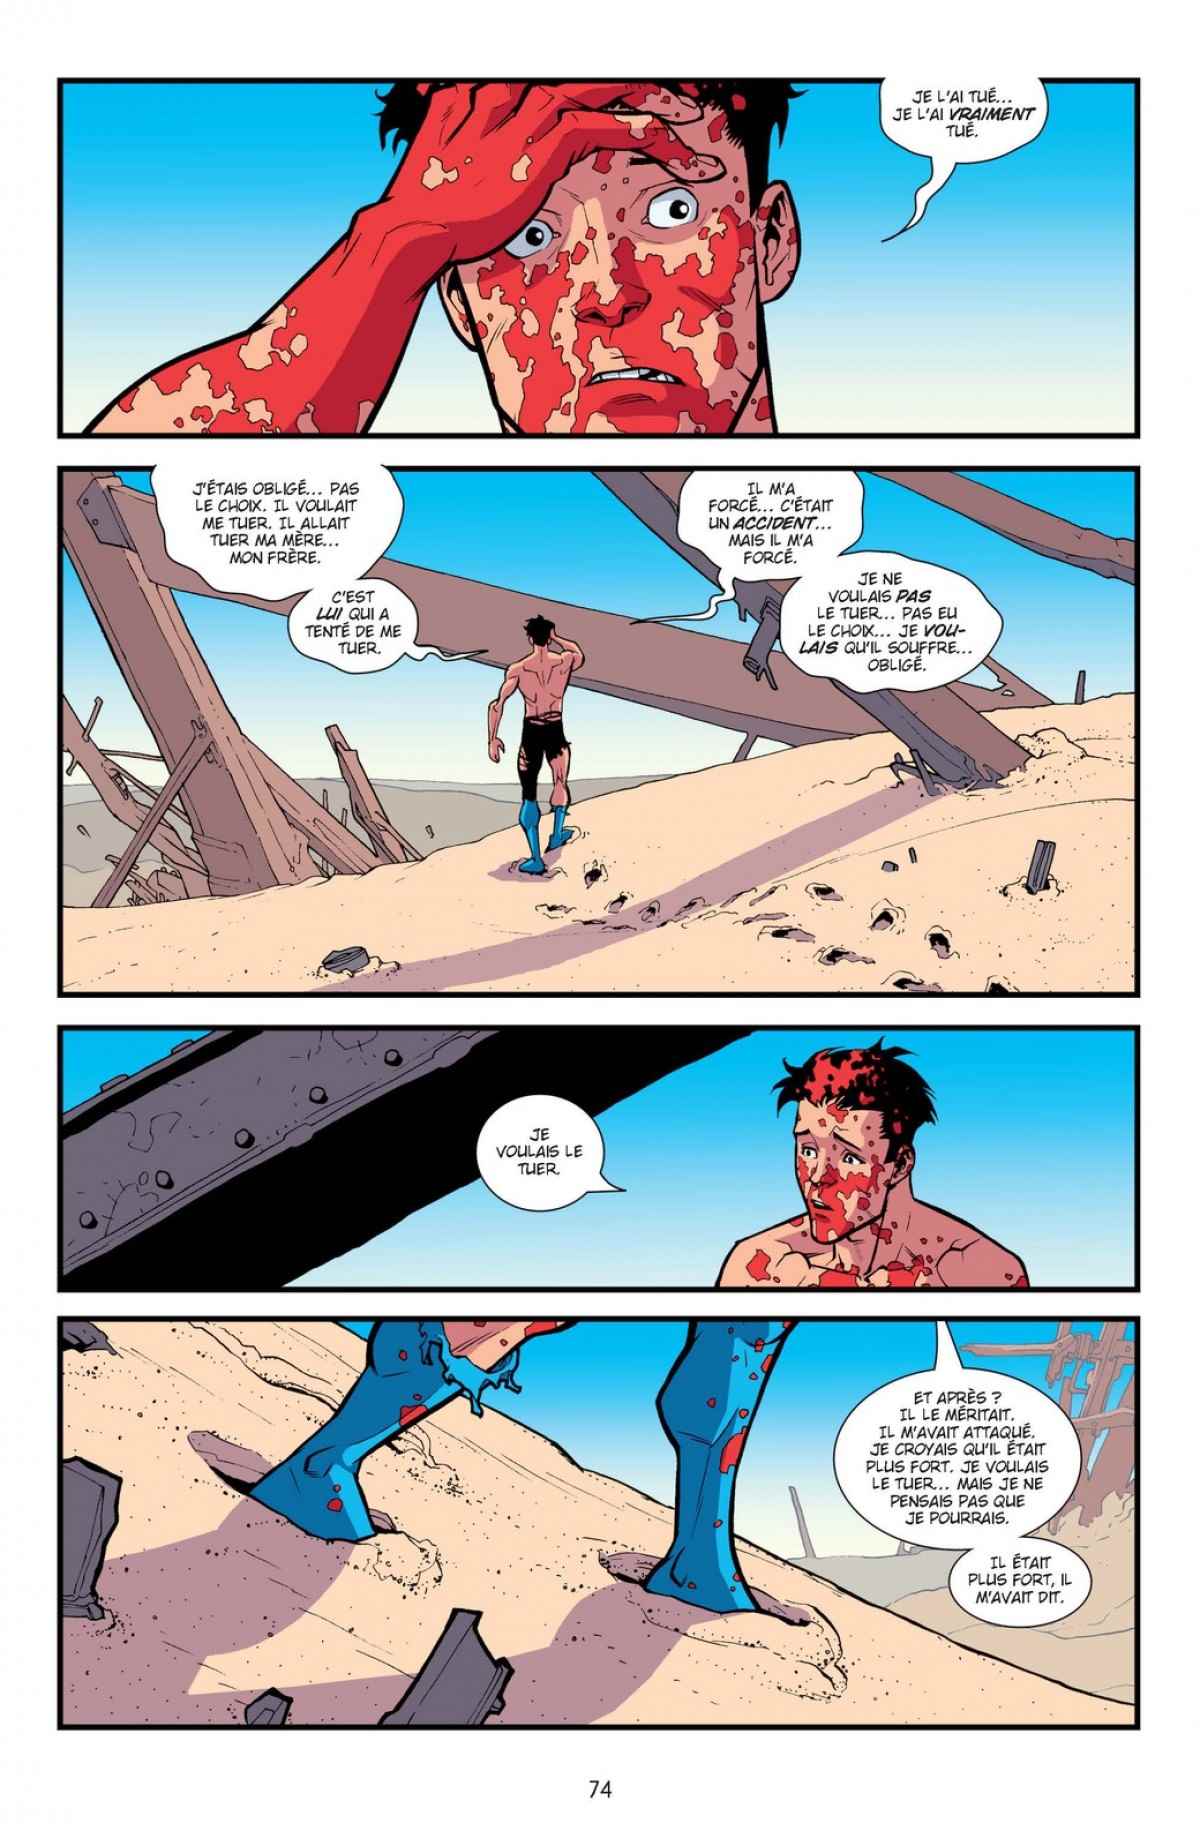 JE L'AI TUÉ...
JE L'AI VRAIMENT
TUÉ.
J'ÉTAIS OBLIGÉ... PAS
LE CHOIX. IL VOULAIT
ME TUER. IL ALLAIT
TUER MA MÈRE...
MON FRÈRE.
C'EST
LUI QUI A
TENTÉ DE ME
TUER.
IL M'A
FORCÉ... C'ÉTAIT
UN ACCIDENT...
MAIS IL M'A
FORCÉ.
JE NE
VOULAIS PAS
LE TUER... PAS EU
LE CHOIX... JE VOU-
LAIS QU'IL SOUFFRE...
OBLIGÉ.
JE
VOULAIS LE
TUER.
ET APRÈS ?
IL LE MÉRITAIT.
IL M'AVAIT ATTAQUÉ.
JE CROYAIS QU'IL ÉTAIT
PLUS FORT. JE VOULAIS
LE TUER... MAIS JE NE
PENSAIS PAS QUE
JE POURRAIS.
IL ÉTAIT
PLUS FORT, IL
M'AVAIT DIT.
74